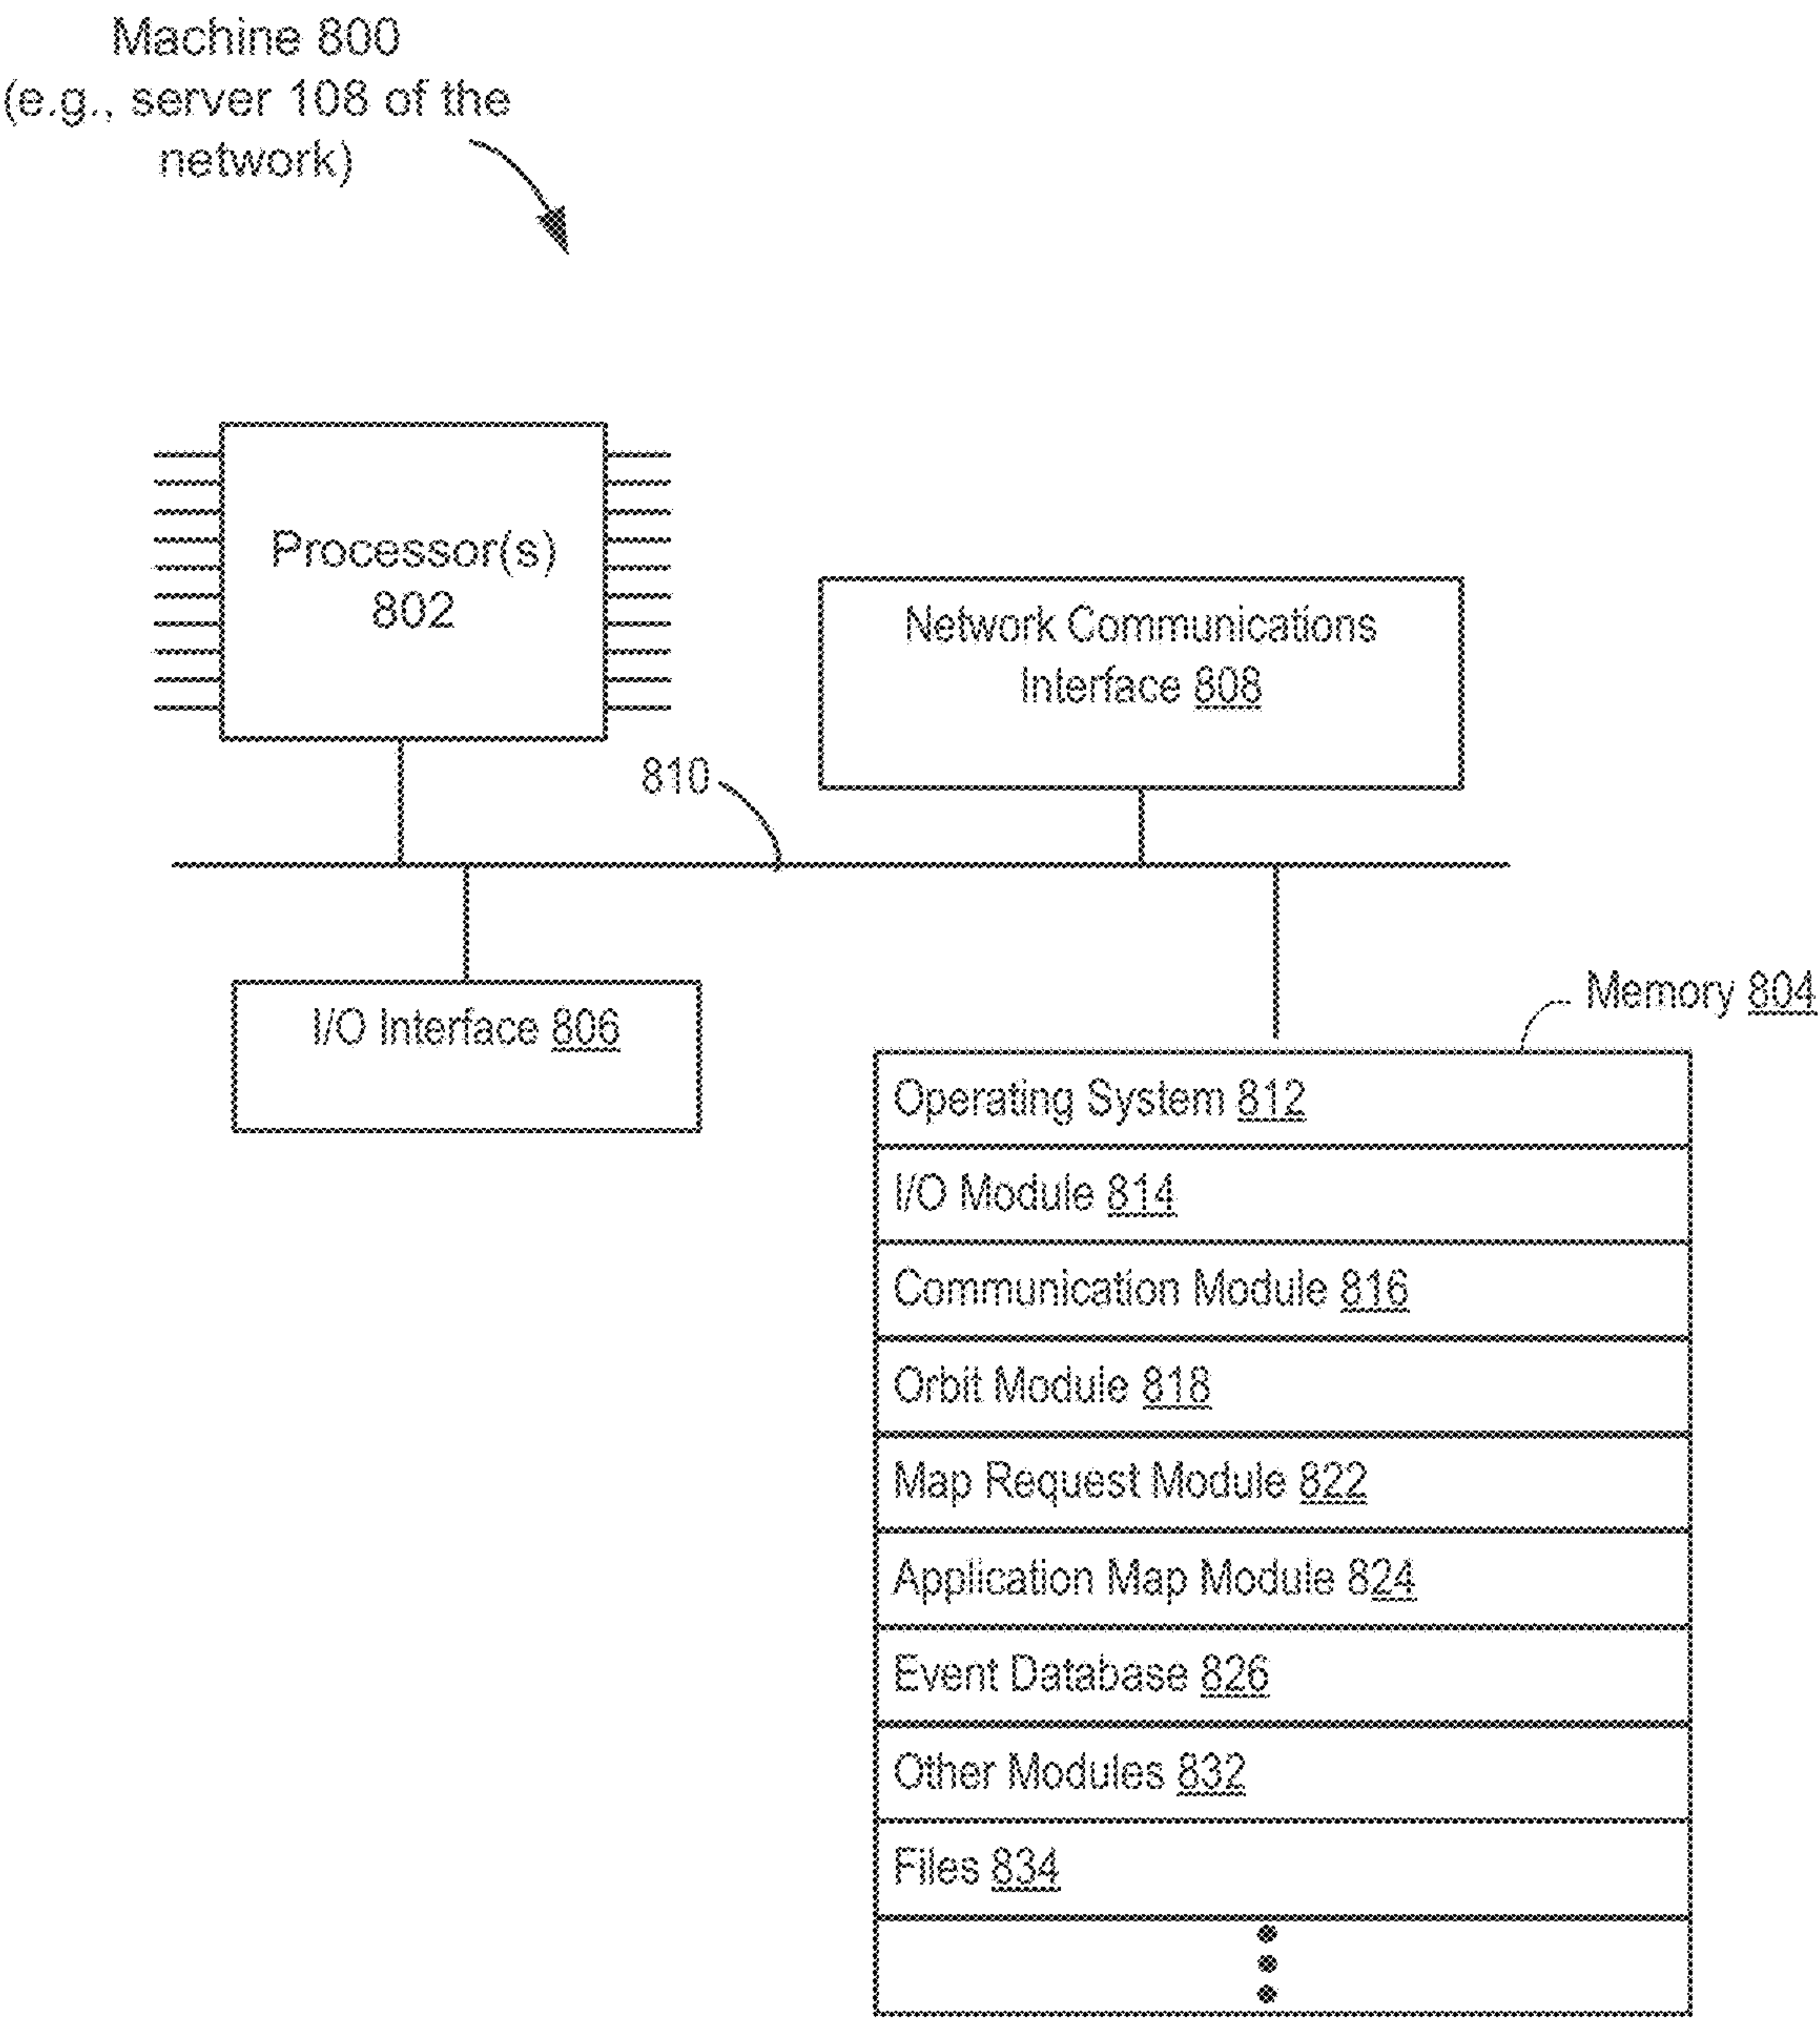 Machine 800
(e.g., server 108 of the
network)
Processor(s)
802
Network Communications
Interface 808
810
I/O Interface 806
Memory 804
Operating System 812
I/O Module 814
Communication Module 816
Orbit Module 818
Map Request Module 822
Application Map Module 824
Event Database 826
Other Modules 832
Files 834